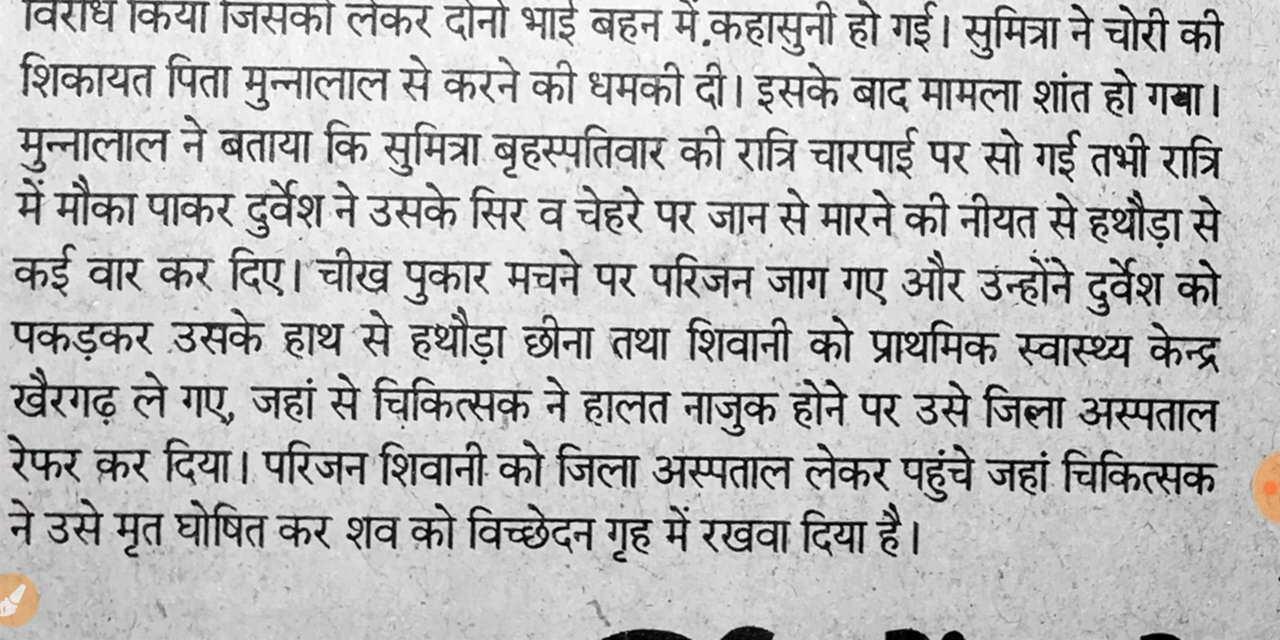 विरोध किया जिसको लेकर दोनों भाई बहन में.कहासुनी हो गई। सुमित्रा ने चोरी की
शिकायत पिता मुन्नालाल से करने की धमकी दी। इसके बाद मामला शांत हो गया।
मुन्नालाल ने बताया कि सुमित्रा बृहस्पतिवार की रात्रि चारपाई पर सो गई तभी रात्रि
में मौका पाकर दुर्वेश ने उसके सिर व चेहरे पर जान से मारने की नीयत से हथौड़ा से
कई वार कर दिए। चीख पुकार मचने पर परिजन जाग गए और उन्होंने दुर्वेश को
पकड़कर उसके हाथ से हथौड़ा छीना तथा शिवानी को प्राथमिक स्वास्थ्य केन्द्र
खैरगढ़ ले गए, जहां से चिकित्सक ने हालत नाजुक होने पर उसे जिला अस्पताल
रेफर कर दिया। परिजन शिवानी को जिला अस्पताल लेकर पहुंचे जहां चिकित्सक
ने उसे मृत घोषित कर शव को विच्छेदन गृह में रखवा दिया है।